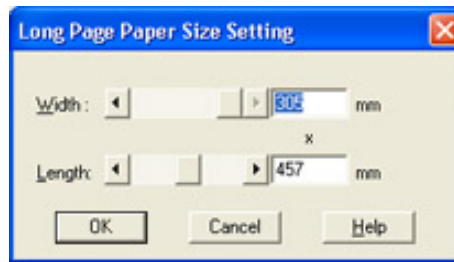 Long Page Paper Size Setting
Width : 305 mm
x
Length: 457 mm
OK Cancel Help